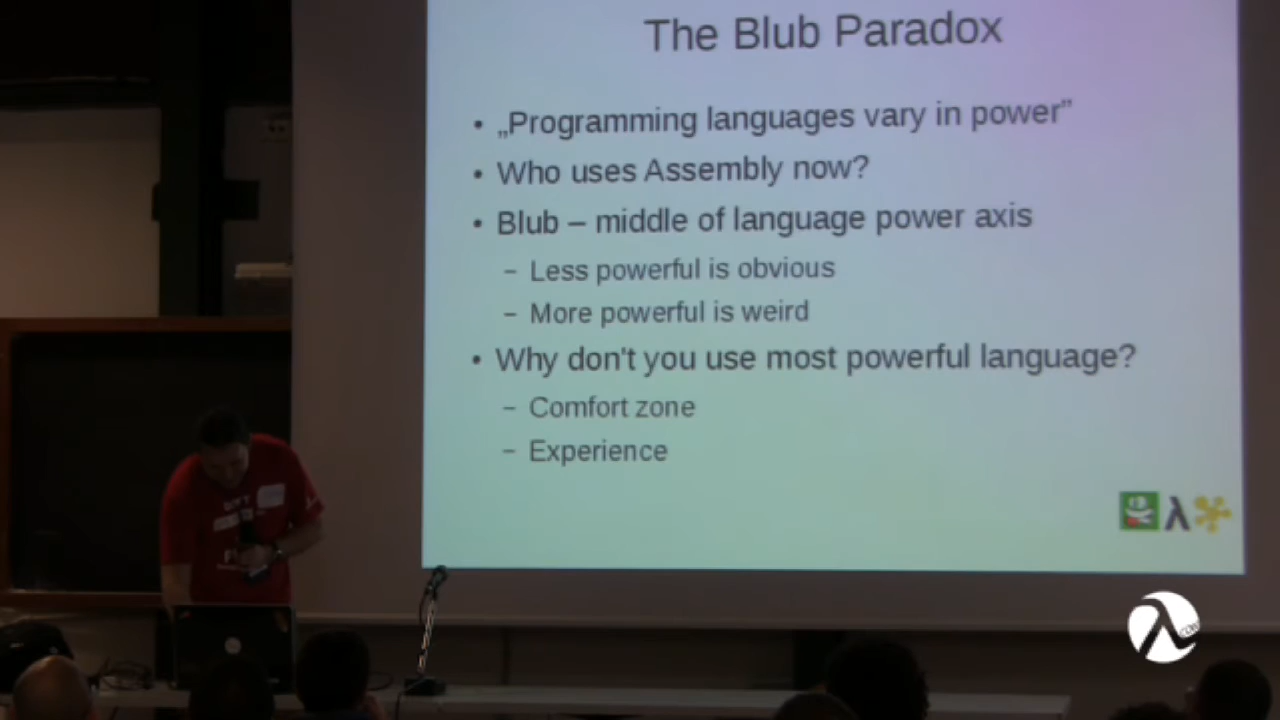 The Blub Paradox
• „Programming languages vary in power”
• Who uses Assembly now?
• Blub – middle of language power axis
– Less powerful is obvious
– More powerful is weird
• Why don't you use most powerful language?
– Comfort zone
– Experience
λ
λ